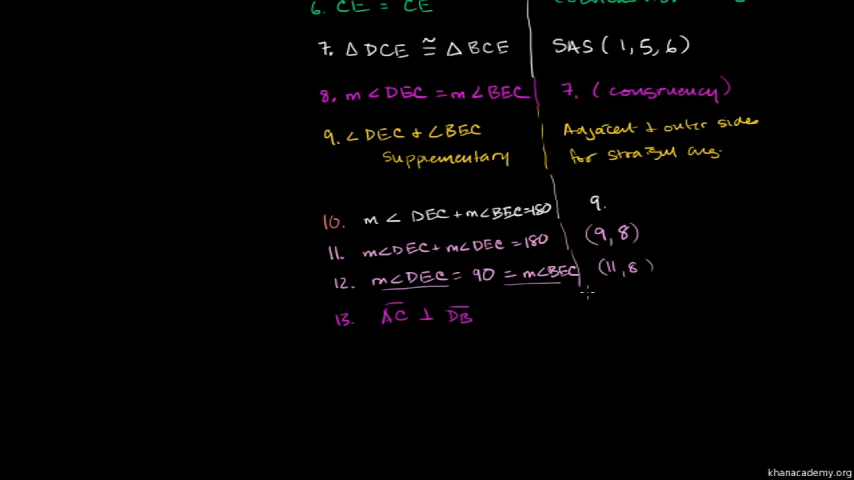 6. CE = CE
7. △DCE ≅ △BCE SAS (1, 5, 6)
8. m∠DEC = m∠BEC 7. (congruency)
9. ∠DEC + ∠BEC Adjacent + outer sides
supplementary for straight ang.
10. m∠DEC + m∠BEC = 180 9.
11. m∠DEC + m∠DEC = 180 (9, 8)
12. m∠DEC = 90 = m∠BEC (11, 8)
13. AC ⊥ DB
khanacademy.org